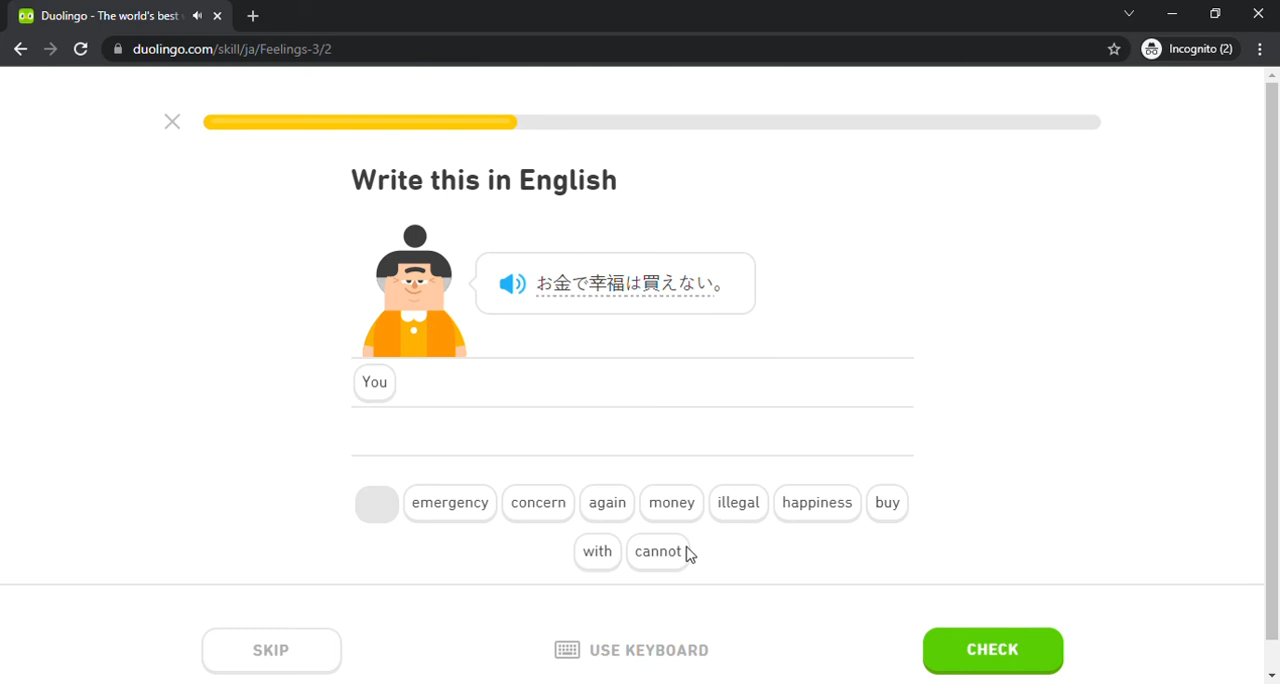 Duolingo - The world's best
duolingo.com/skill/ja/Feelings-3/2
Incognito (2)
Write this in English
お金で幸福は買えない。
You
emergency concern again money illegal happiness buy
with cannot
SKIP USE KEYBOARD CHECK